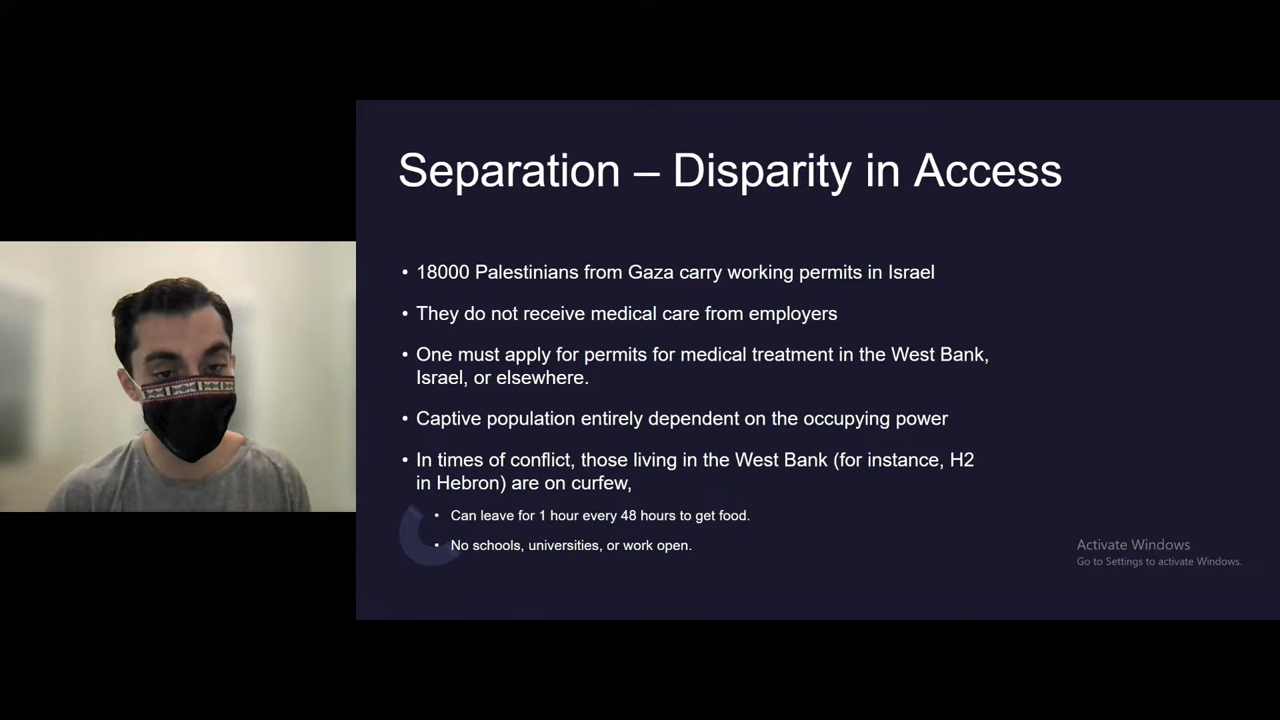 Separation – Disparity in Access
• 18000 Palestinians from Gaza carry working permits in Israel
• They do not receive medical care from employers
• One must apply for permits for medical treatment in the West Bank,
Israel, or elsewhere.
• Captive population entirely dependent on the occupying power
• In times of conflict, those living in the West Bank (for instance, H2
in Hebron) are on curfew,
• Can leave for 1 hour every 48 hours to get food.
• No schools, universities, or work open.
Activate Windows
Go to Settings to activate Windows.